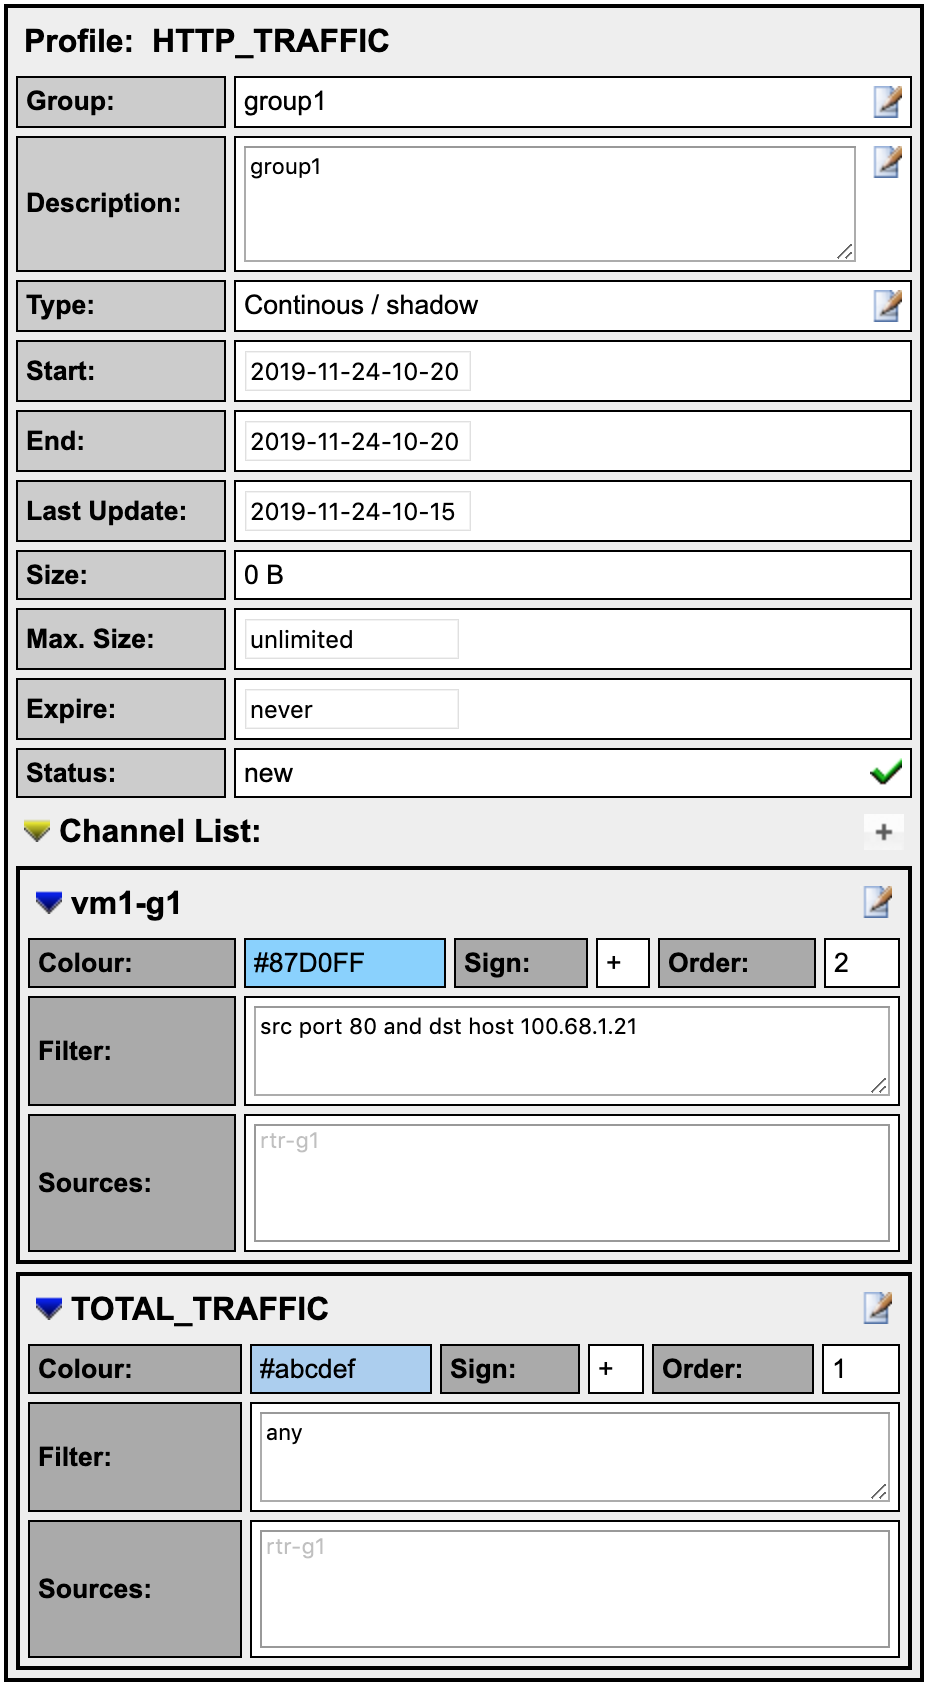 Profile: HTTP_TRAFFIC
Group: group1
Description: group1
Type: Continous / shadow
Start: 2019-11-24-10-20
End: 2019-11-24-10-20
Last Update: 2019-11-24-10-15
Size: 0 B
Max. Size: unlimited
Expire: never
Status: new
Channel List: +
vm1-g1
Colour: #87D0FF Sign: + Order: 2
Filter: src port 80 and dst host 100.68.1.21
Sources: rtr-g1
TOTAL_TRAFFIC
Colour: #abcdef Sign: + Order: 1
Filter: any
Sources: rtr-g1